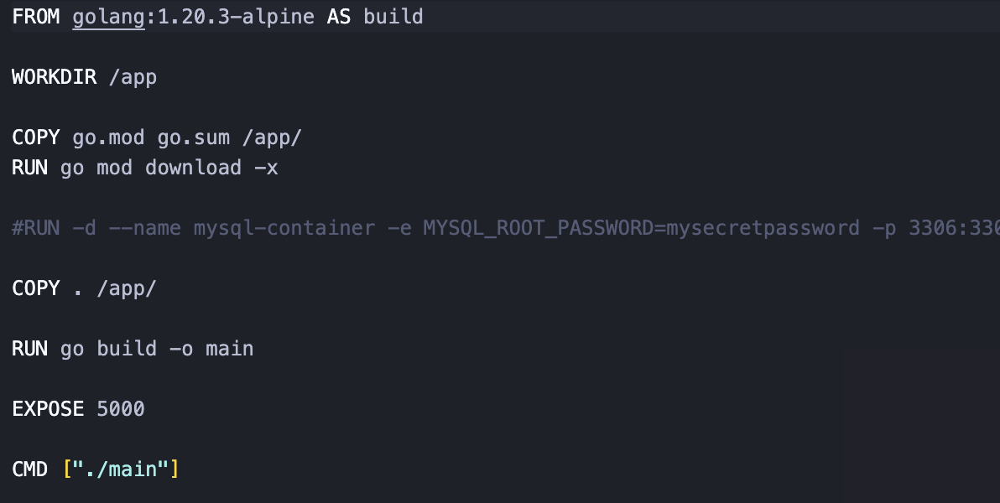 FROM golang:1.20.3-alpine AS build
WORKDIR /app
COPY go.mod go.sum /app/
RUN go mod download -x
#RUN -d --name mysql-container -e MYSQL_ROOT_PASSWORD=mysecretpassword -p 3306:330
COPY . /app/
RUN go build -o main
EXPOSE 5000
CMD ["./main"]